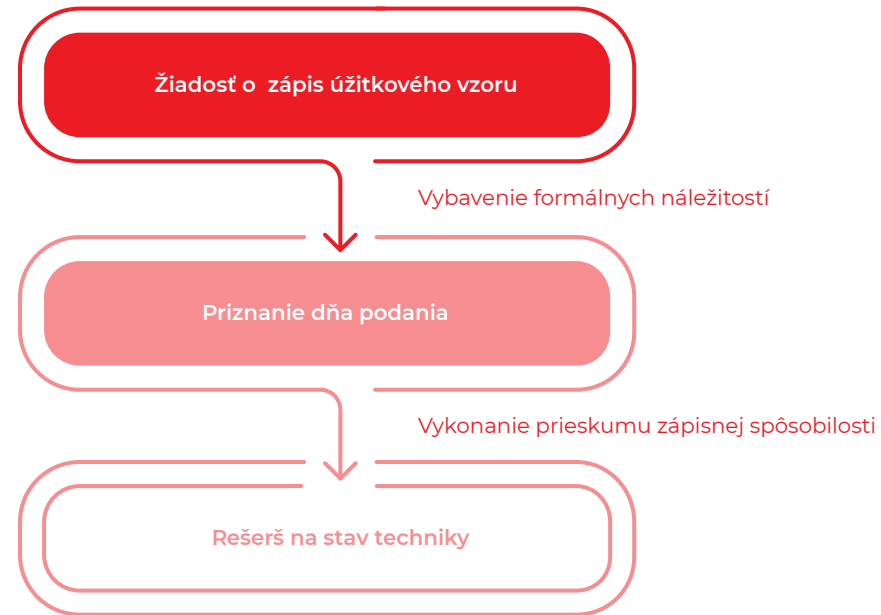 Žiadosť o  zápis úžitkového vzoru
Vybavenie formálnych náležitostí
Priznanie dňa podania
Vykonanie prieskumu zápisnej spôsobilosti
Rešerš na stav techniky